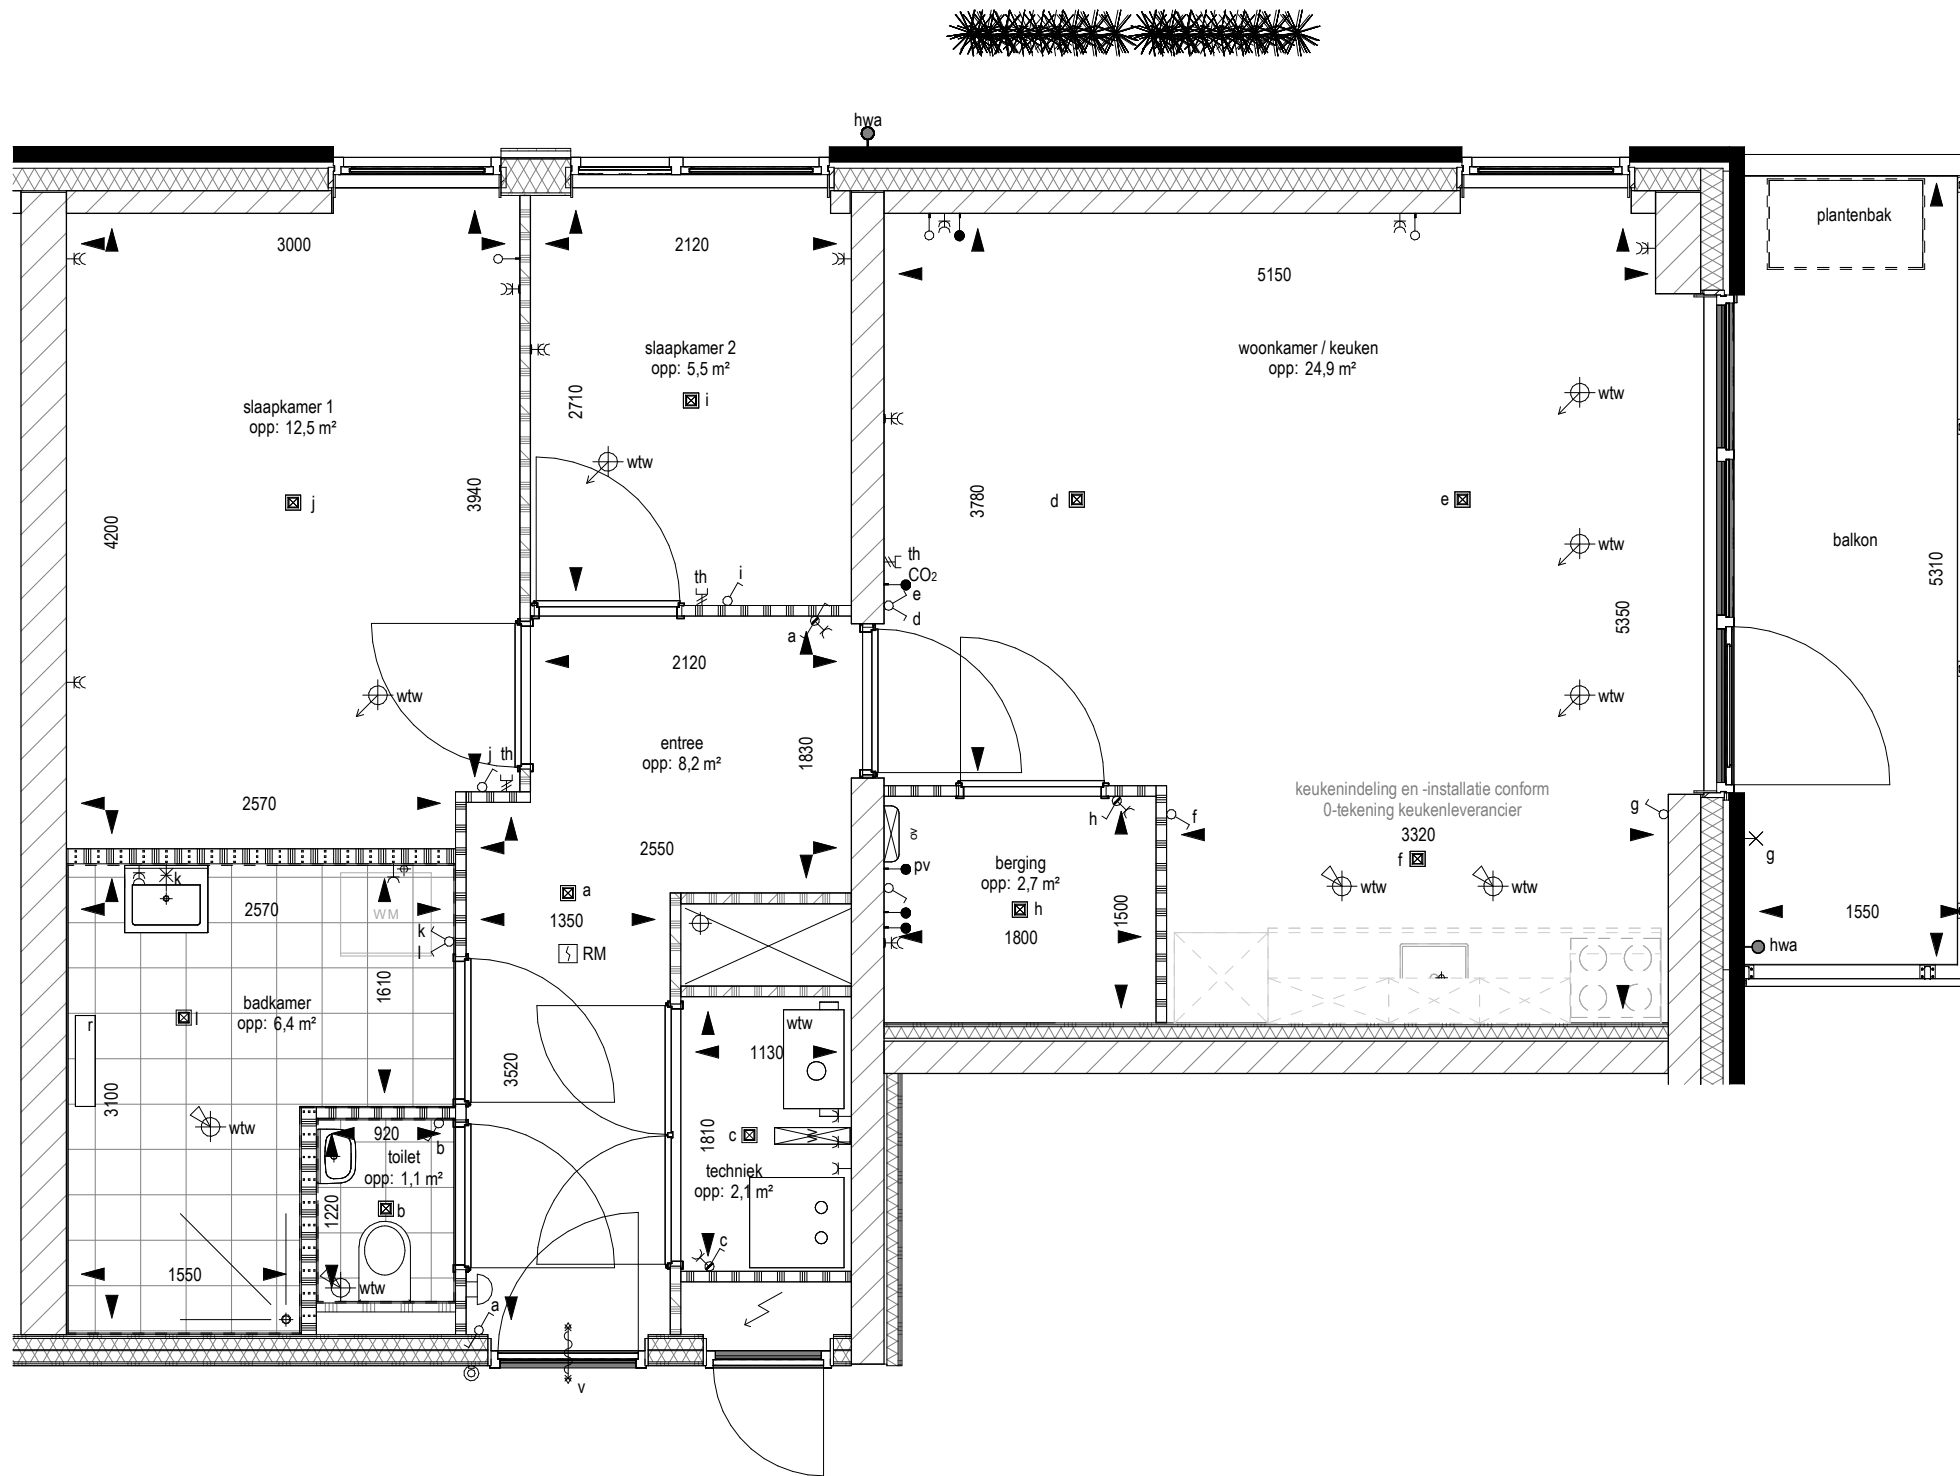 hwa
plantenbak
3000
2120
5150
slaapkamer 2
opp: 5,5 m²
i
woonkamer / keuken
opp: 24,9 m²
wtw
slaapkamer 1
opp: 12,5 m²
2710
wtw
j
3940
3780
d
e
4200
wtw
balkon
5310
th
i
th
CO2
e
d
5350
a
2120
wtw
wtw
entree
opp: 8,2 m²
1830
j
th
keukenindeling en -installatie conform
0-tekening keukenleverancier
2570
h
f
g
3320
2550
ov
pv
berging
opp: 2,7 m²
f
g
k
WM
a
wtw
wtw
2570
1350
h
1500
1550
k
l
RM
1800
hwa
1610
badkamer
opp: 6,4 m²
l
r
wtw
1130
3520
3100
wtw
920
b
1810
c
W
toilet
opp: 1,1 m²
techniek
opp: 2,1 m²
1220
b
c
1550
wtw
a
v